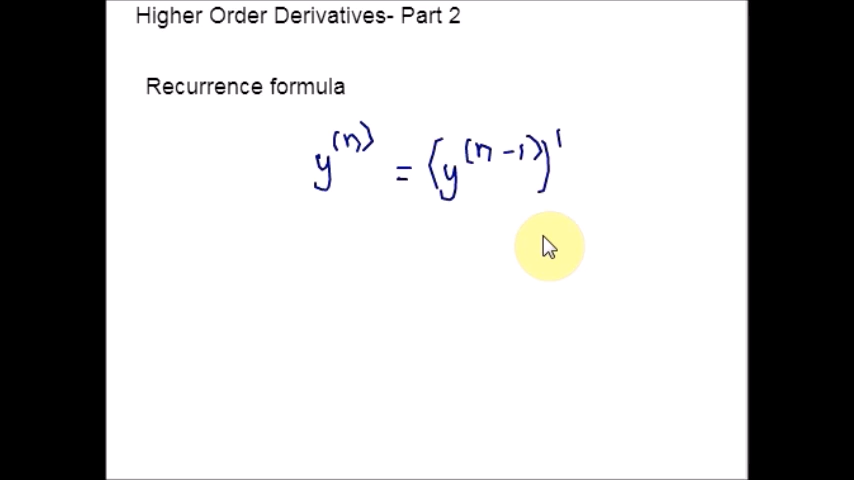 Higher Order Derivatives- Part 2
Recurrence formula
y^(n) = (y^(n-1))'